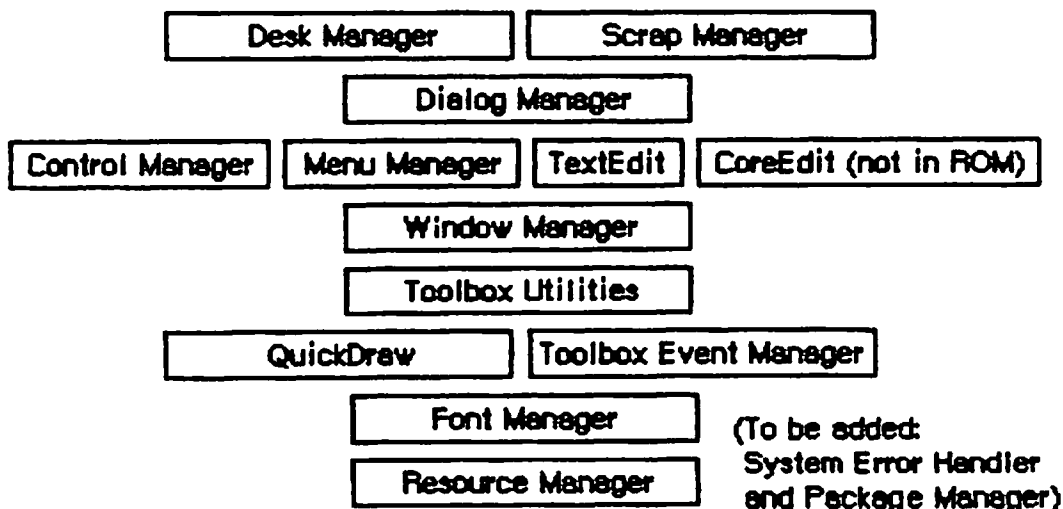 Desk Manager
Scrap Manager
Dialog Manager
Control Manager
Menu Manager
TextEdit
CoreEdit (not in ROM)
Window Manager
Toolbox Utilities
QuickDraw
Toolbox Event Manager
Font Manager
Resource Manager
(To be added:
System Error Handler
and Package Manager)